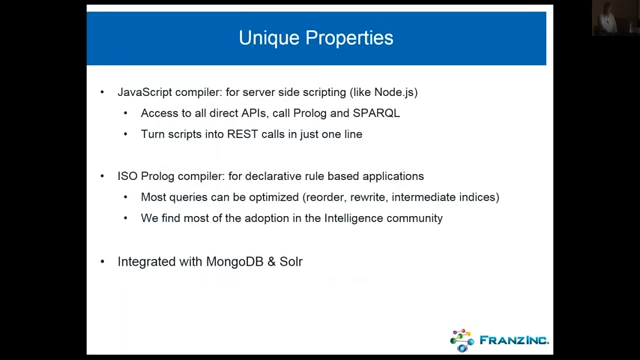 Unique Properties
• JavaScript compiler: for server side scripting (like Node.js)
• Access to all direct APIs, call Prolog and SPARQL
• Turn scripts into REST calls in just one line
• ISO Prolog compiler: for declarative rule based applications
• Most queries can be optimized (reorder, rewrite, intermediate indices)
• We find most of the adoption in the Intelligence community
• Integrated with MongoDB & Solr
FRANZ INC.